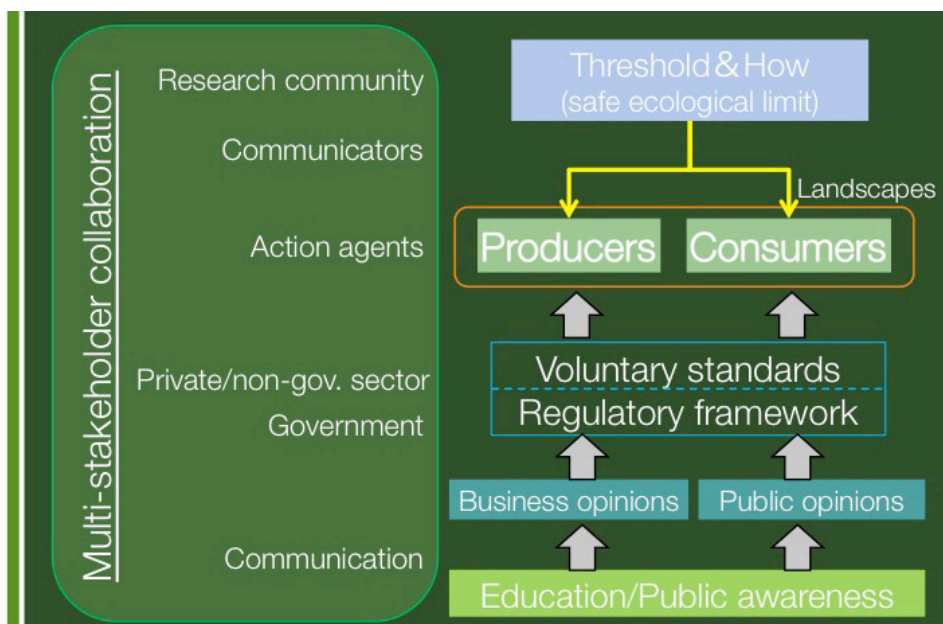 Multi-stakeholder collaboration
Research community
Communicators
Action agents
Private/non-gov. sector
Government
Communication
Threshold & How
(safe ecological limit)
Landscapes
Producers
Consumers
Voluntary standards
Regulatory framework
Business opinions
Public opinions
Education/Public awareness